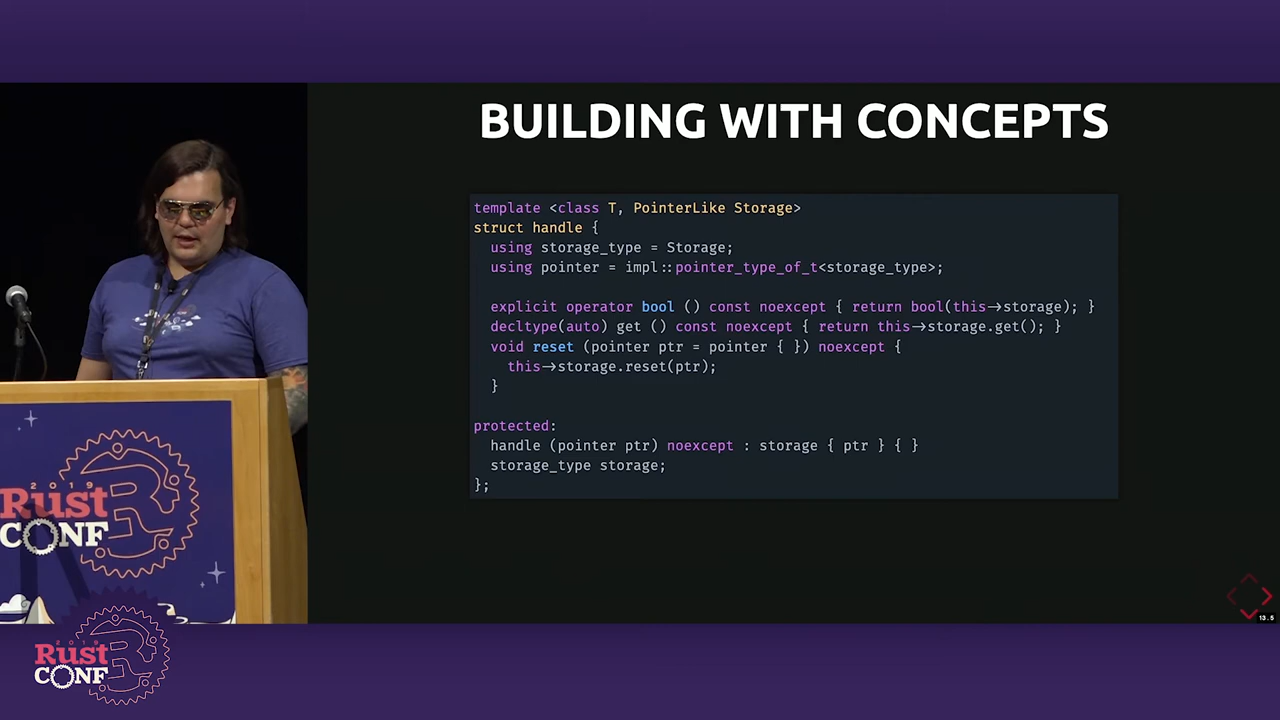 BUILDING WITH CONCEPTS
template <class T, PointerLike Storage>
struct handle {
using storage_type = Storage;
using pointer = impl::pointer_type_of_t<storage_type>;
explicit operator bool () const noexcept { return bool(this->storage); }
decltype(auto) get () const noexcept { return this->storage.get(); }
void reset (pointer ptr = pointer { }) noexcept {
this->storage.reset(ptr);
}
protected:
handle (pointer ptr) noexcept : storage { ptr } { }
storage_type storage;
};
13.5
2019
Rust
CONF
2019
Rust
CONF